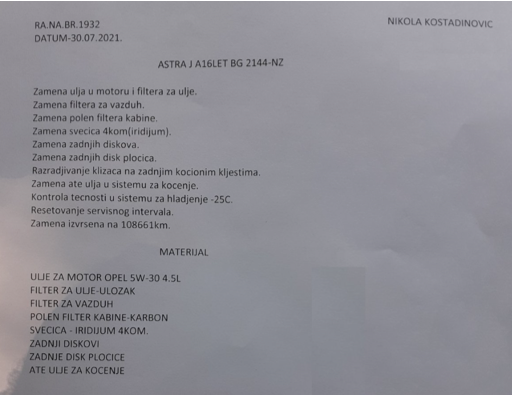 RA.NA.BR.1932
NIKOLA KOSTADINOVIC
DATUM-30.07.2021.
ASTRA J A16LET BG 2144-NZ
Zamena ulja u motoru i filtera za ulje.
Zamena filtera za vazduh.
Zamena polen filtera kabine.
Zamena svecica 4kom(iridijum).
Zamena zadnjih diskova.
Zamena zadnjih disk plocica.
Razradjivanje klizaca na zadnjim kocionim kljestima.
Zamena ate ulja u sistemu za kocenje.
Kontrola tecnosti u sistemu za hladjenje -25C.
Resetovanje servisnog intervala.
Zamena izvrsena na 108661km.
MATERIJAL
ULJE ZA MOTOR OPEL 5W-30 4.5L
FILTER ZA ULJE-ULOZAK
FILTER ZA VAZDUH
POLEN FILTER KABINE-KARBON
SVECICA - IRIDIJUM 4KOM.
ZADNJI DISKOVI
ZADNJE DISK PLOCICE
ATE ULJE ZA KOCENJE